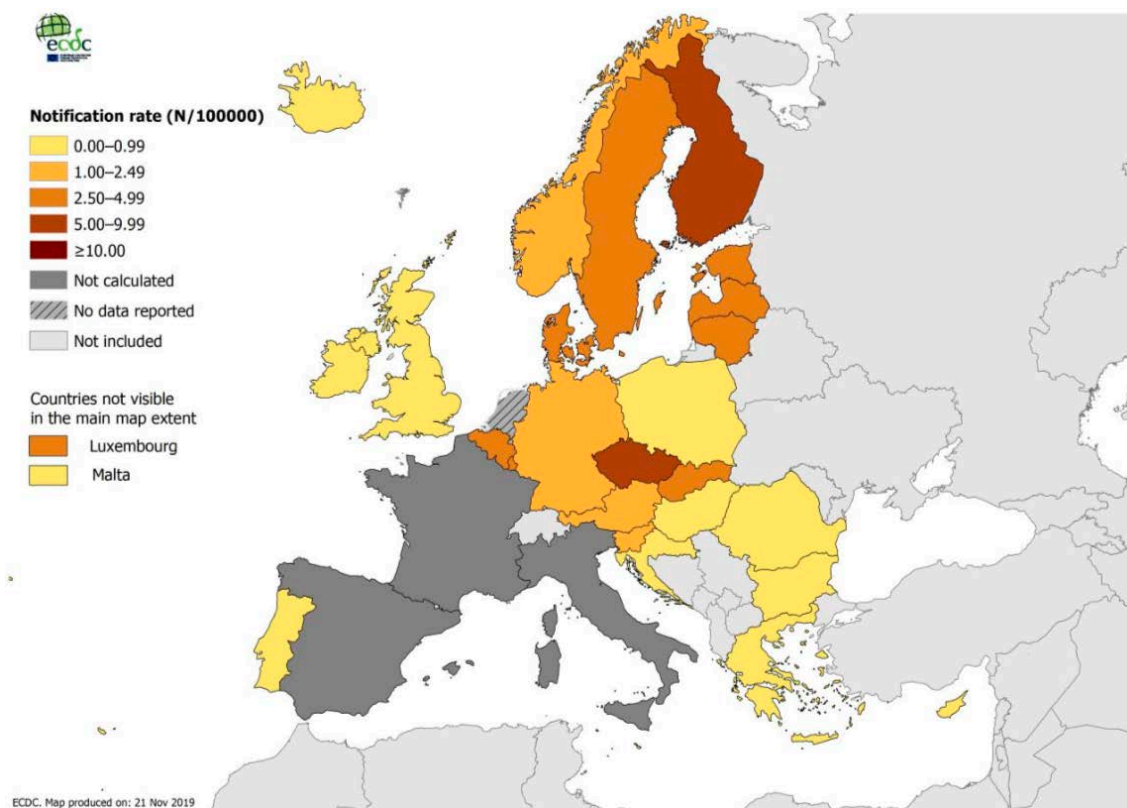 ecdc
Notification rate (N/100000)
0.00–0.99
1.00–2.49
2.50–4.99
5.00–9.99
≥10.00
Not calculated
No data reported
Not included
Countries not visible
in the main map extent
Luxembourg
Malta
ECDC. Map produced on: 21 Nov 2019